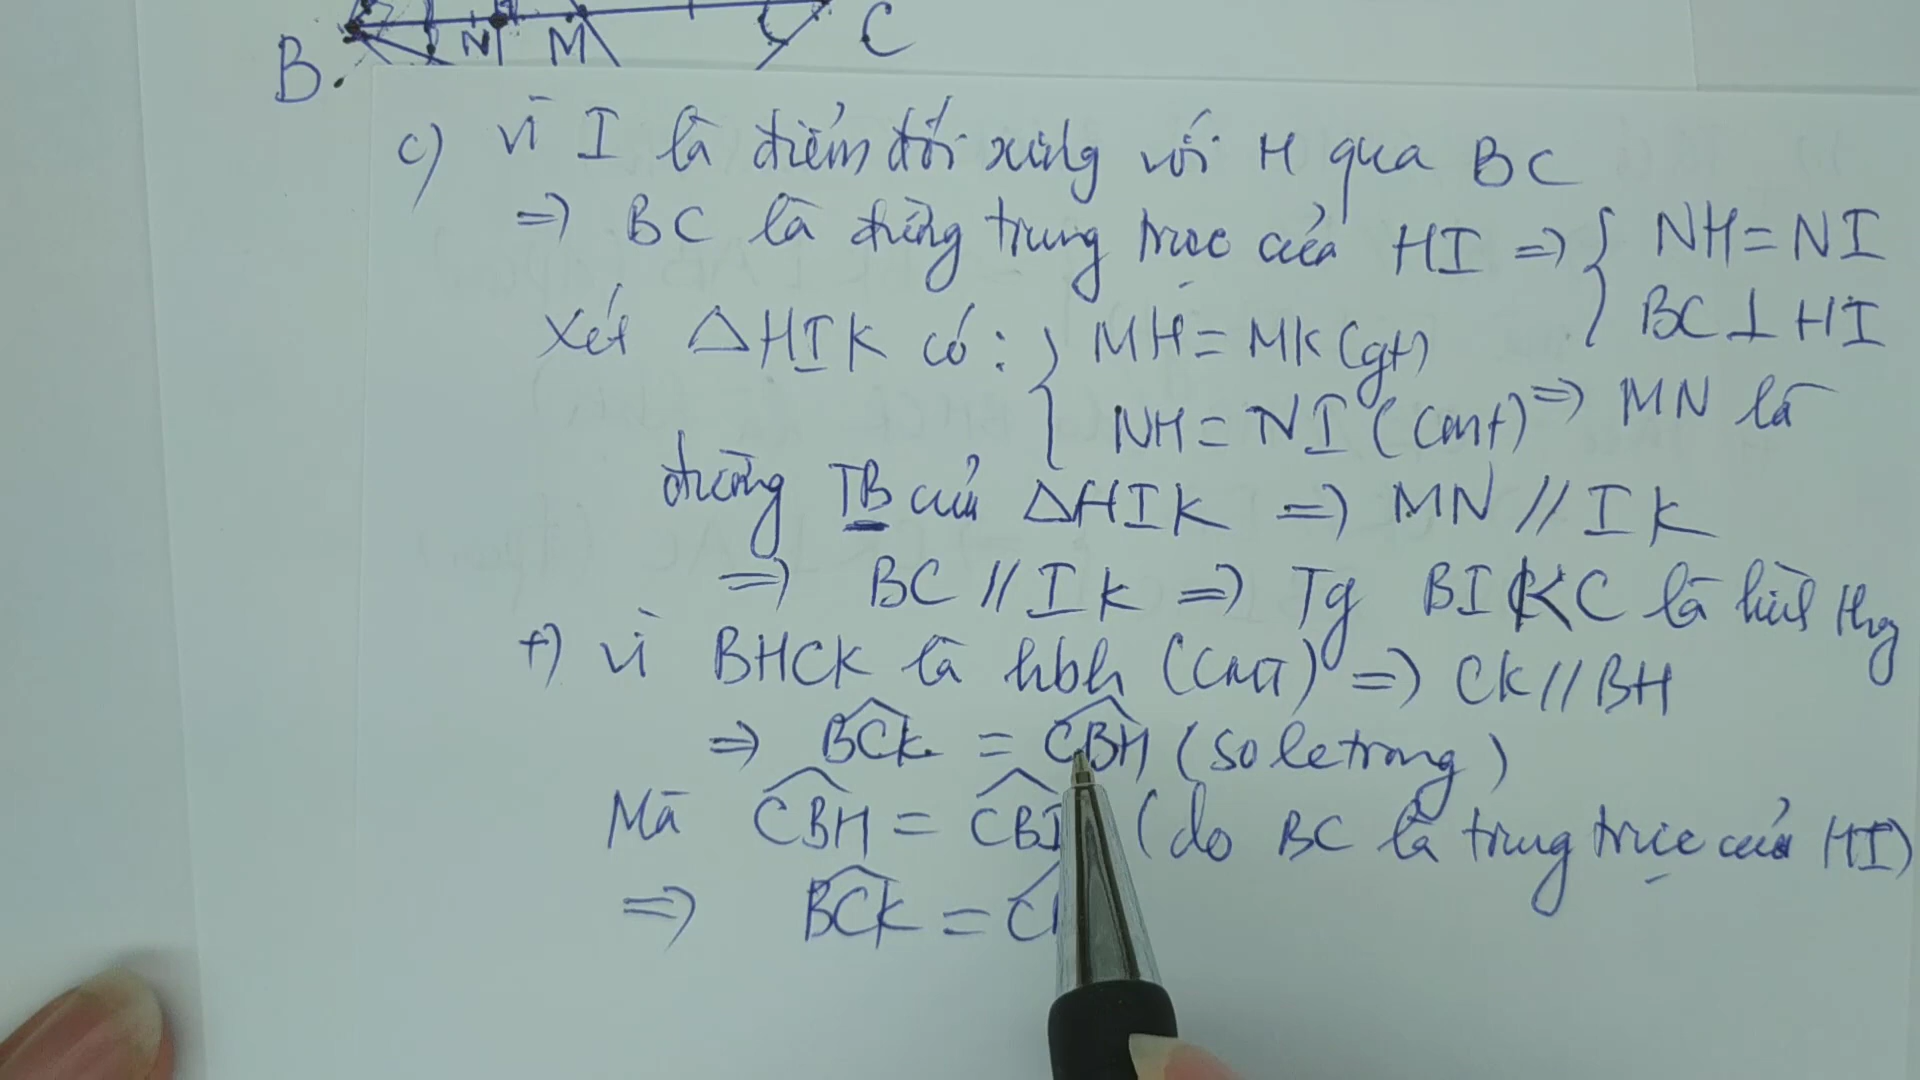 B N M C
c) Vì I là điểm đối xứng với H qua BC
=> BC là đường trung trực của HI => { NH = NI
BC ⊥ HI
Xét △HIK có: { MH = MK (gt)
NH = NI (cmt) => MN là
đường TB của △HIK => MN // IK
=> BC // IK => Tg BIKC là hình thg
+) Vì BHCK là hbh (CMT) => CK // BH
=> BCK = CBH (so le trong)
Mà CBH = CBI (do BC là trung trực của HI)
=> BCK = C